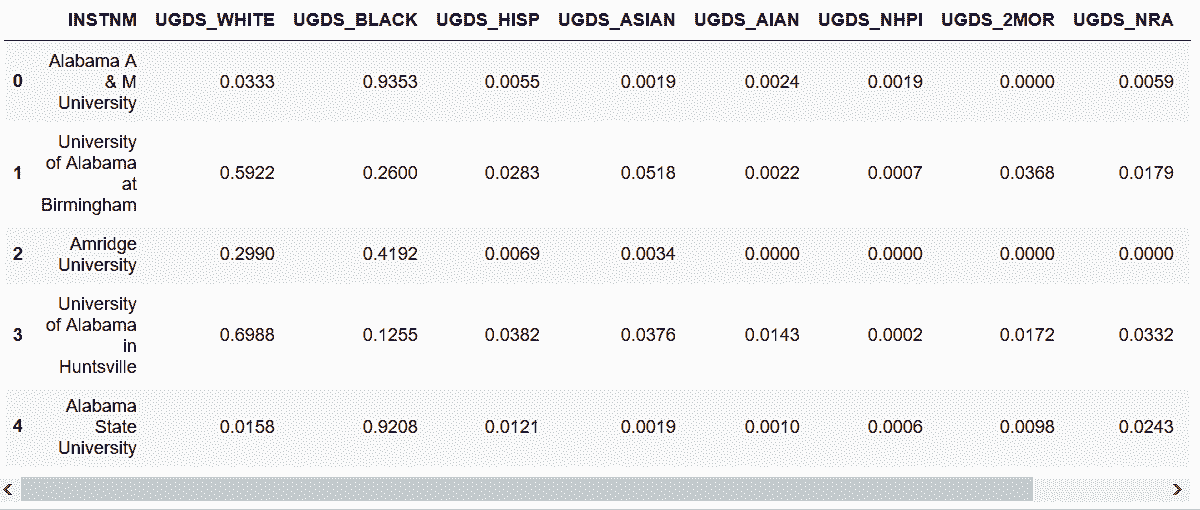 INSTNM UGDS_WHITE UGDS_BLACK UGDS_HISP UGDS_ASIAN UGDS_AIAN UGDS_NHPI UGDS_2MOR UGDS_NRA
Alabama A
0 & M 0.0333 0.9353 0.0055 0.0019 0.0024 0.0019 0.0000 0.0059
University
University
of Alabama
1 at 0.5922 0.2600 0.0283 0.0518 0.0022 0.0007 0.0368 0.0179
Birmingham
Amridge
2 University 0.2990 0.4192 0.0069 0.0034 0.0000 0.0000 0.0000 0.0000
University
of Alabama
3 in 0.6988 0.1255 0.0382 0.0376 0.0143 0.0002 0.0172 0.0332
Huntsville
Alabama
4 State 0.0158 0.9208 0.0121 0.0019 0.0010 0.0006 0.0098 0.0243
University